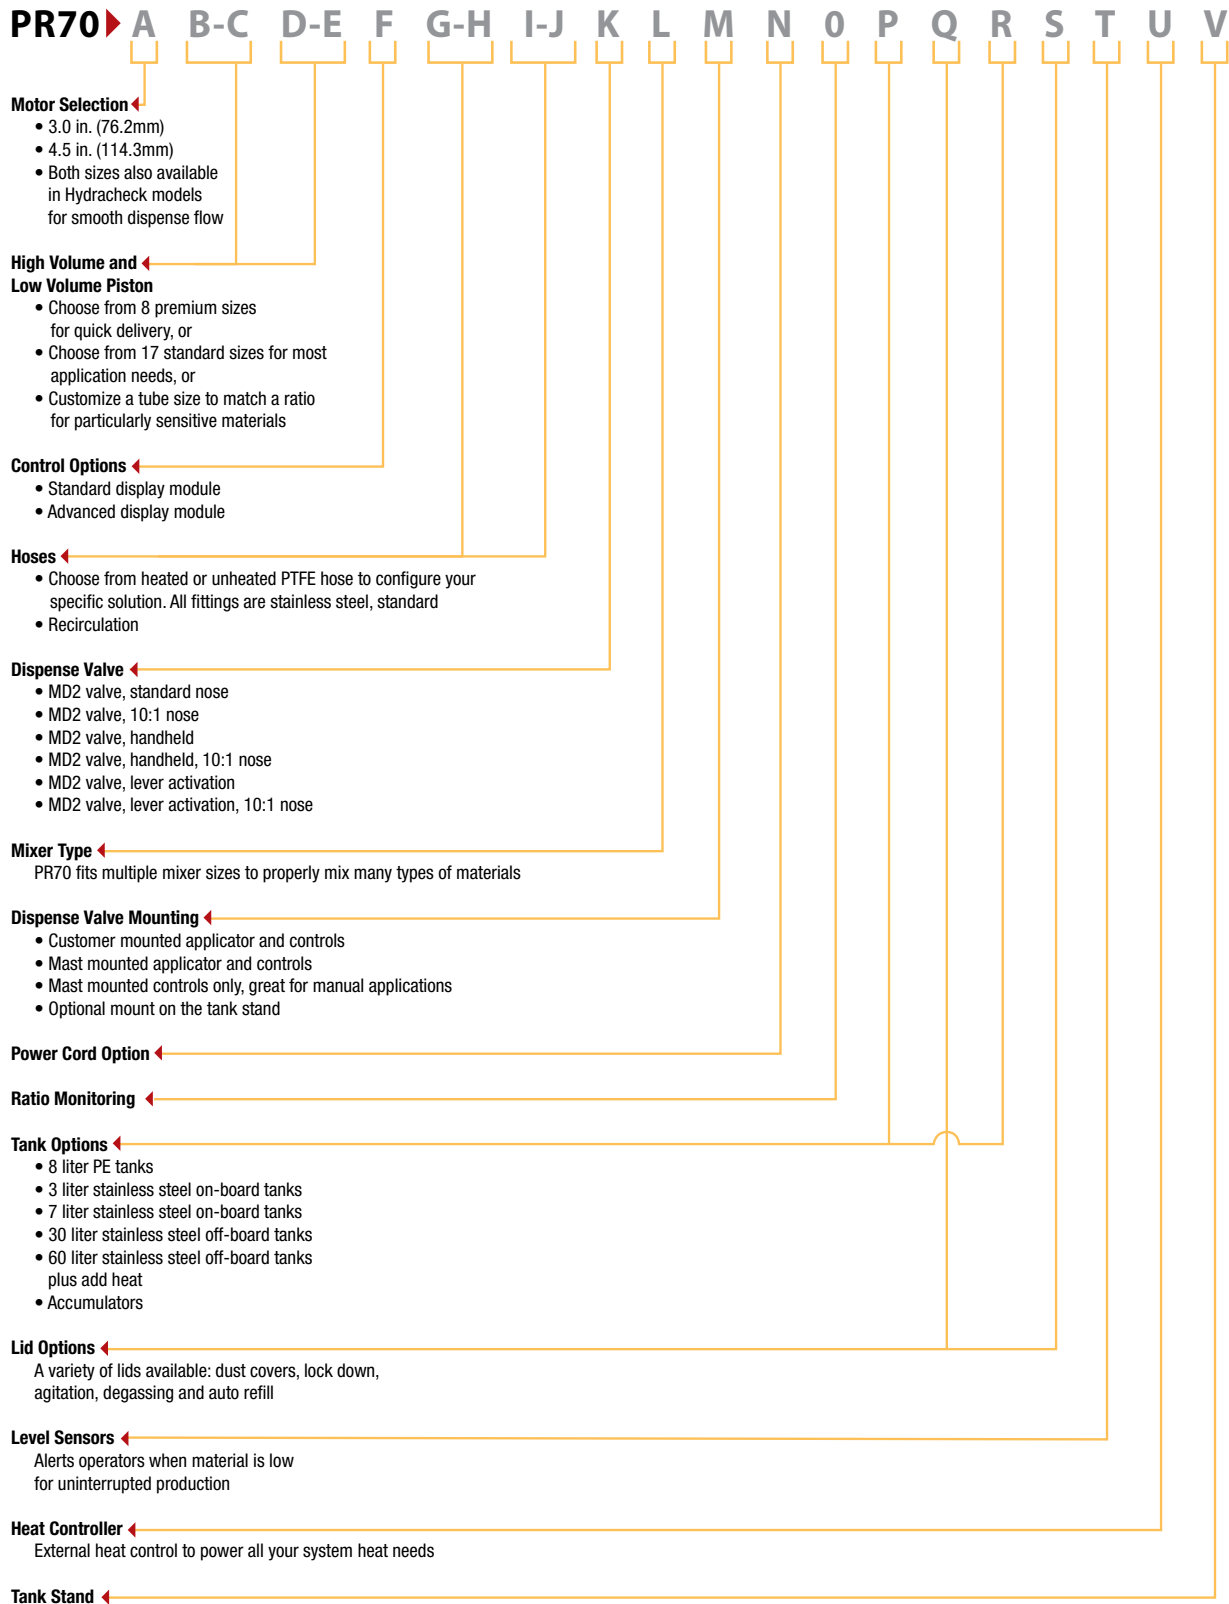 PR70 A B-C D-E F G-H I-J K L M N 0 P Q R S T U V
Motor Selection
• 3.0 in. (76.2mm)
• 4.5 in. (114.3mm)
• Both sizes also available
in Hydracheck models
for smooth dispense flow
High Volume and
Low Volume Piston
• Choose from 8 premium sizes
for quick delivery, or
• Choose from 17 standard sizes for most
application needs, or
• Customize a tube size to match a ratio
for particularly sensitive materials
Control Options
• Standard display module
• Advanced display module
Hoses
• Choose from heated or unheated PTFE hose to configure your
specific solution. All fittings are stainless steel, standard
• Recirculation
Dispense Valve
• MD2 valve, standard nose
• MD2 valve, 10:1 nose
• MD2 valve, handheld
• MD2 valve, handheld, 10:1 nose
• MD2 valve, lever activation
• MD2 valve, lever activation, 10:1 nose
Mixer Type
PR70 fits multiple mixer sizes to properly mix many types of materials
Dispense Valve Mounting
• Customer mounted applicator and controls
• Mast mounted applicator and controls
• Mast mounted controls only, great for manual applications
• Optional mount on the tank stand
Power Cord Option
Ratio Monitoring
Tank Options
• 8 liter PE tanks
• 3 liter stainless steel on-board tanks
• 7 liter stainless steel on-board tanks
• 30 liter stainless steel off-board tanks
• 60 liter stainless steel off-board tanks
plus add heat
• Accumulators
Lid Options
A variety of lids available: dust covers, lock down,
agitation, degassing and auto refill
Level Sensors
Alerts operators when material is low
for uninterrupted production
Heat Controller
External heat control to power all your system heat needs
Tank Stand